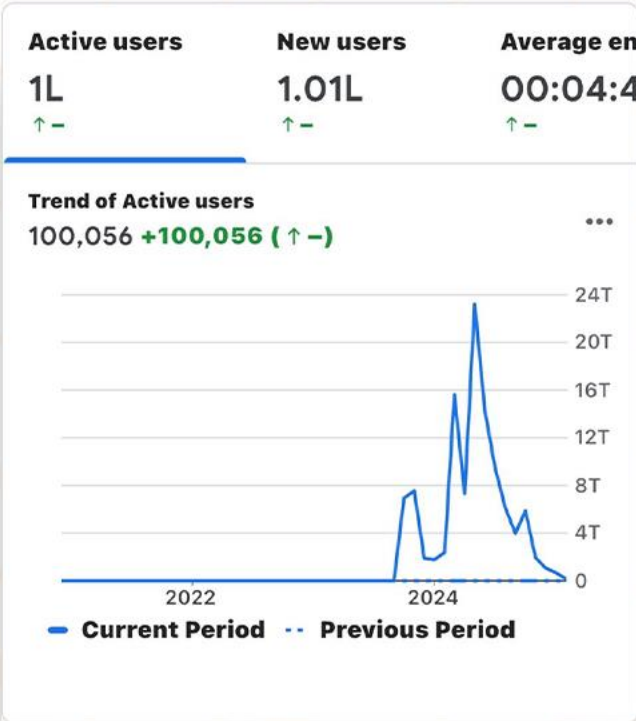 Active users New users Average en
1L 1.01L 00:04:4
↑ – ↑ – ↑ –
Trend of Active users
100,056 +100,056 ( ↑ –)
24T
20T
16T
12T
8T
4T
0
2022 2024
Current Period Previous Period